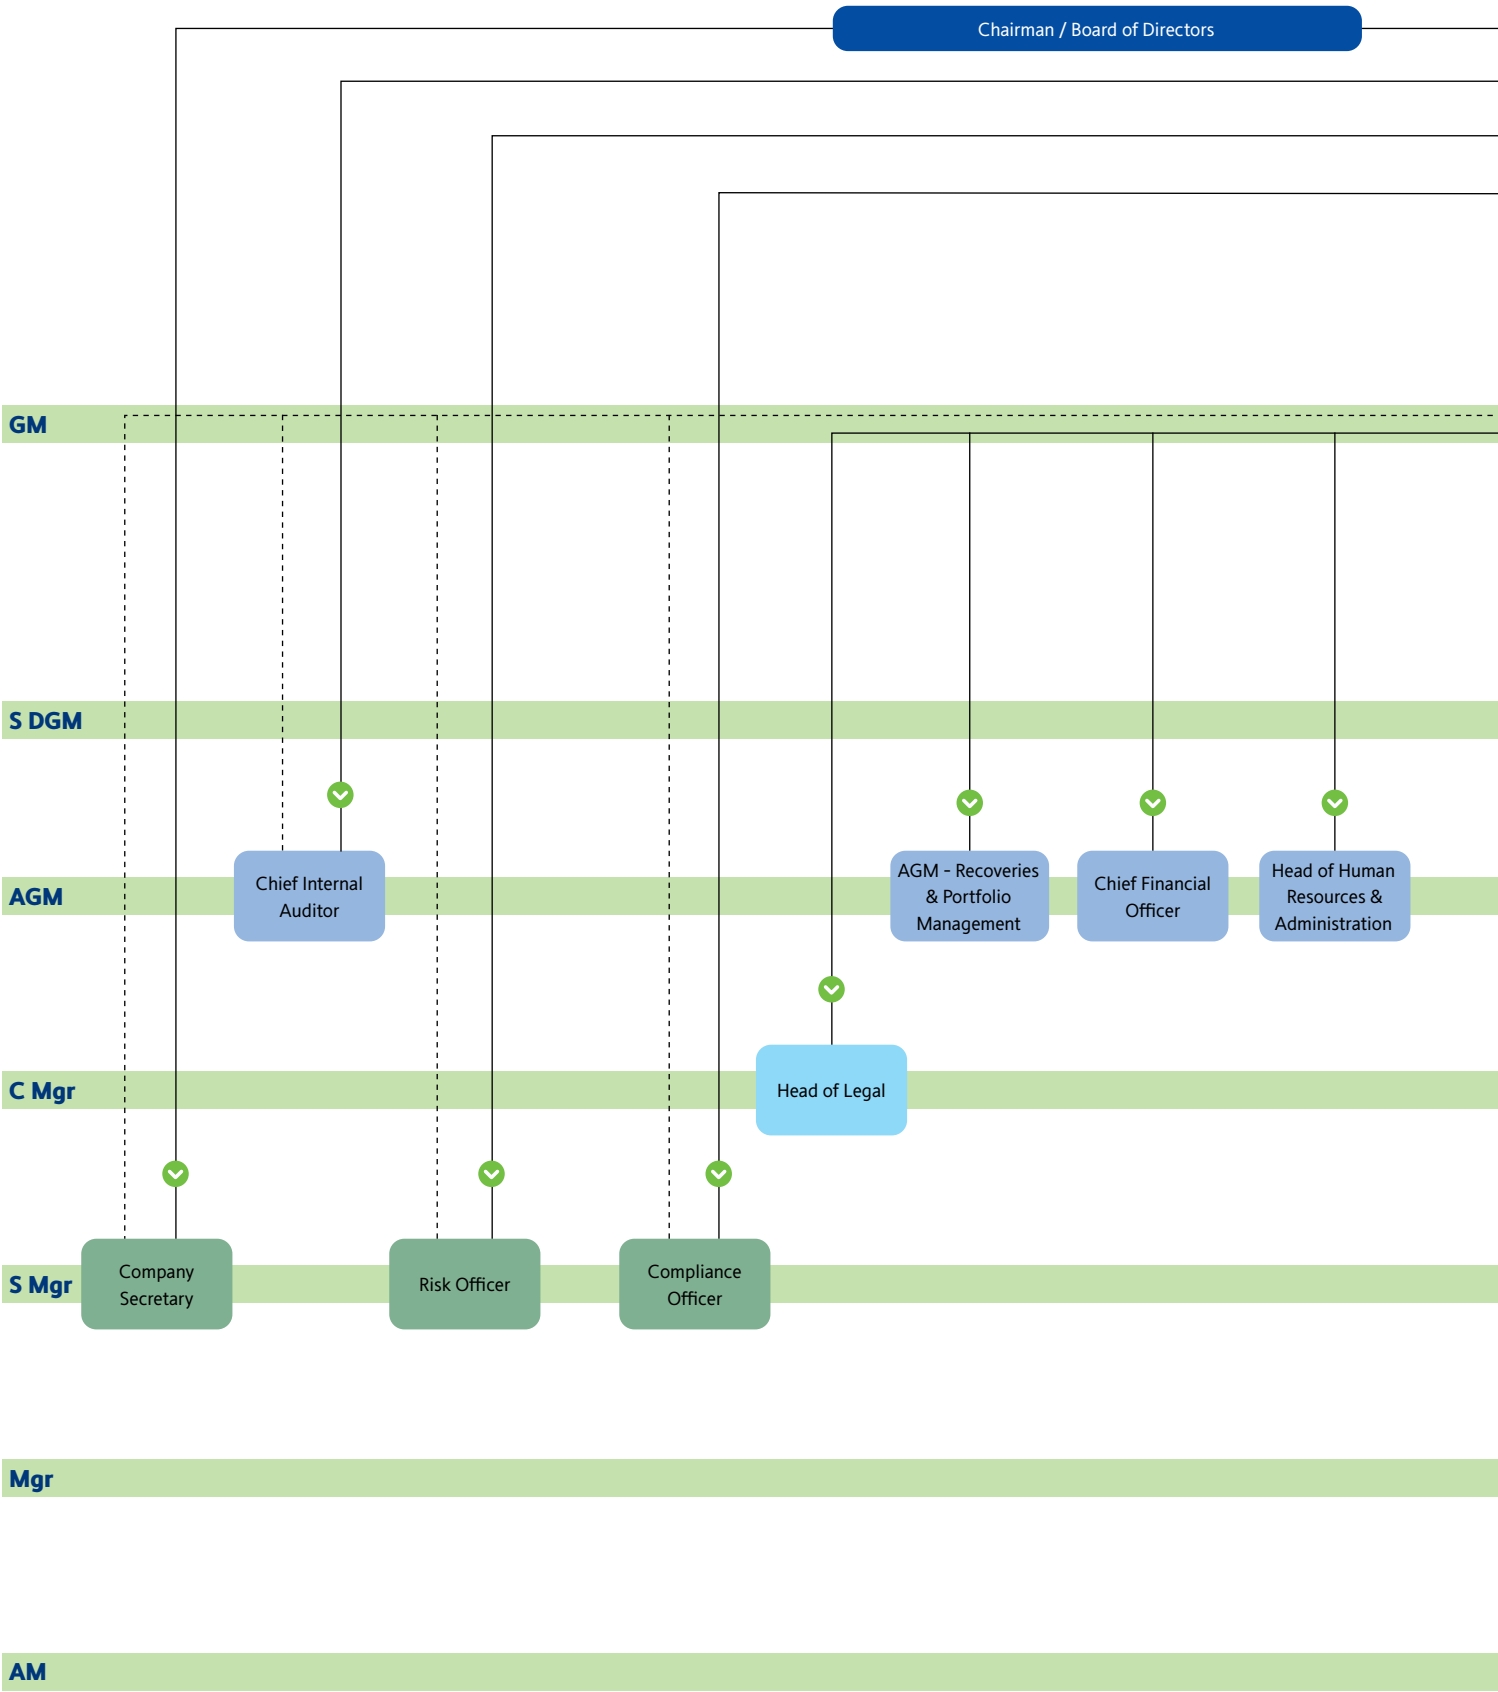 Chairman / Board of Directors
GM
S DGM
AGM
Chief Internal
Auditor
AGM - Recoveries
& Portfolio
Management
Chief Financial
Officer
Head of Human
Resources &
Administration
C Mgr
Head of Legal
S Mgr
Company
Secretary
Risk Officer
Compliance
Officer
Mgr
AM